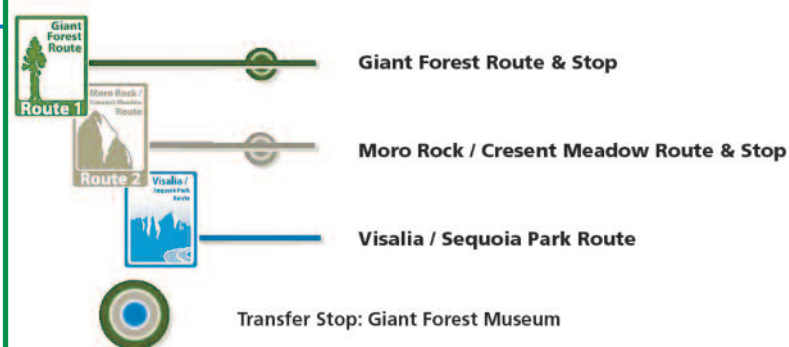 Giant
Forest
Route
Route 1
Giant Forest Route & Stop
Moro Rock /
Cresent Meadow
Route
Route 2
Moro Rock / Cresent Meadow Route & Stop
Visalia /
Sequoia Park
Route
Visalia / Sequoia Park Route
Transfer Stop: Giant Forest Museum